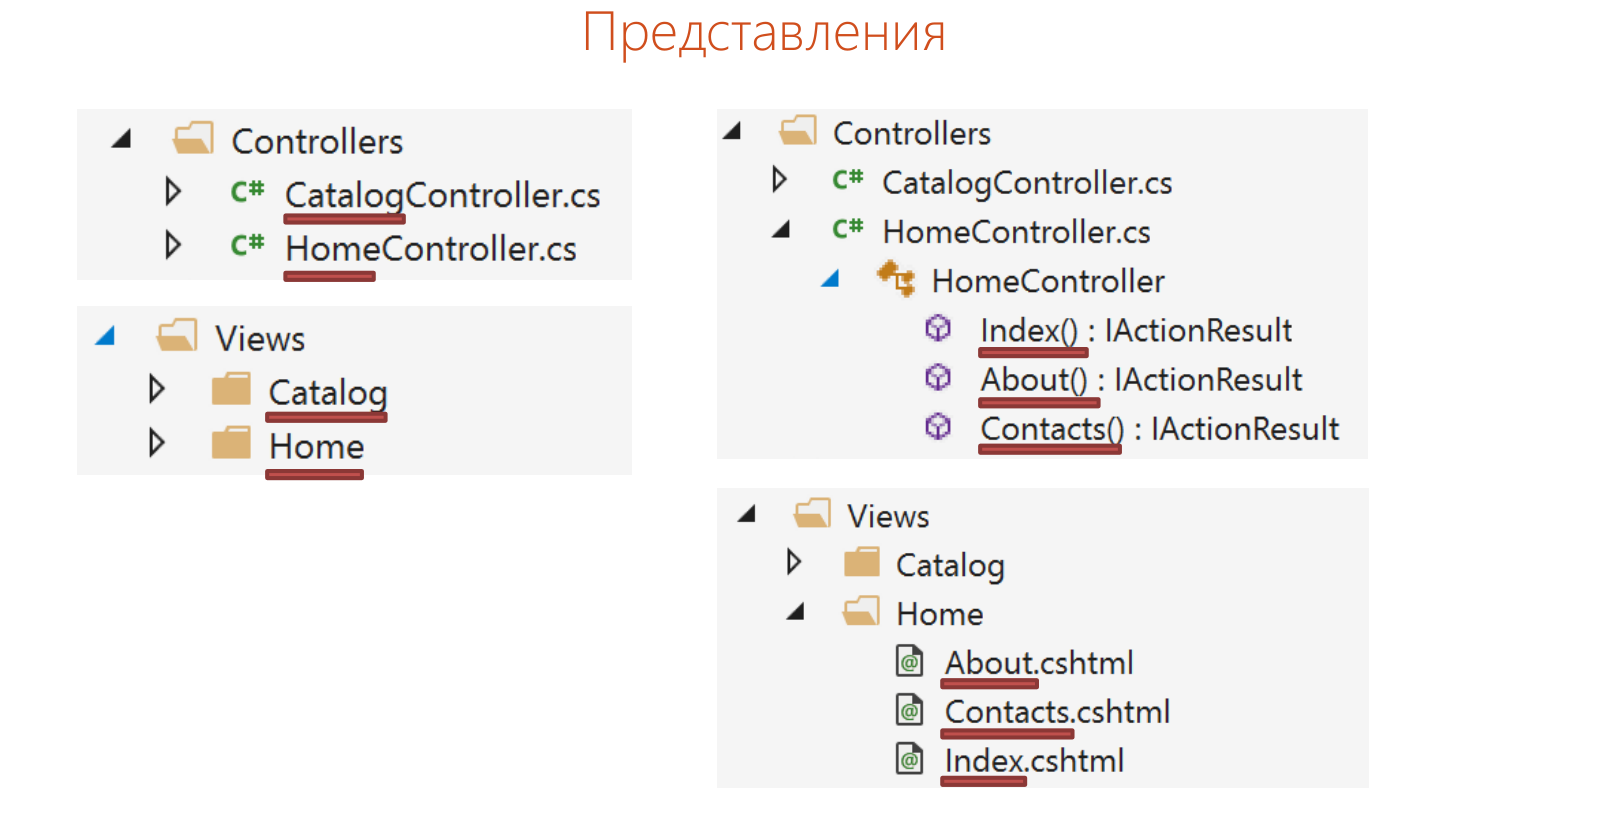 Представления
Controllers
C# CatalogController.cs
C# HomeController.cs
Views
Catalog
Home
Controllers
C# CatalogController.cs
C# HomeController.cs
HomeController
Index() : IActionResult
About() : IActionResult
Contacts() : IActionResult
Views
Catalog
Home
@ About.cshtml
@ Contacts.cshtml
@ Index.cshtml